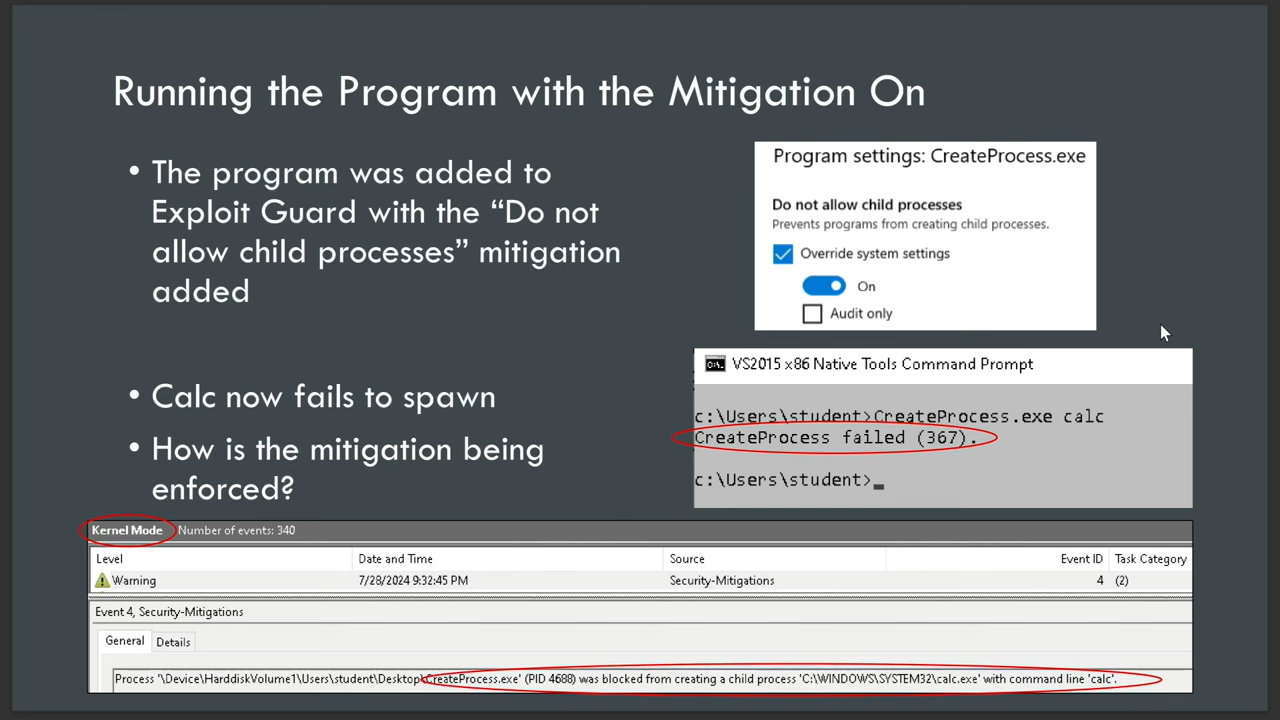 Running the Program with the Mitigation On
• The program was added to
Exploit Guard with the “Do not
allow child processes” mitigation
added
• Calc now fails to spawn
• How is the mitigation being
enforced?
Program settings: CreateProcess.exe
Do not allow child processes
Prevents programs from creating child processes.
Override system settings
On
Audit only
VS2015 x86 Native Tools Command Prompt
c:\Users\student>CreateProcess.exe calc
CreateProcess failed (367).
c:\Users\student>_
Kernel Mode Number of events: 340
Level Date and Time Source Event ID Task Category
Warning 7/28/2024 9:32:45 PM Security-Mitigations 4 (2)
Event 4, Security-Mitigations
General Details
Process '\Device\HarddiskVolume1\Users\student\Desktop\CreateProcess.exe' (PID 4688) was blocked from creating a child process 'C:\WINDOWS\SYSTEM32\calc.exe' with command line 'calc'.